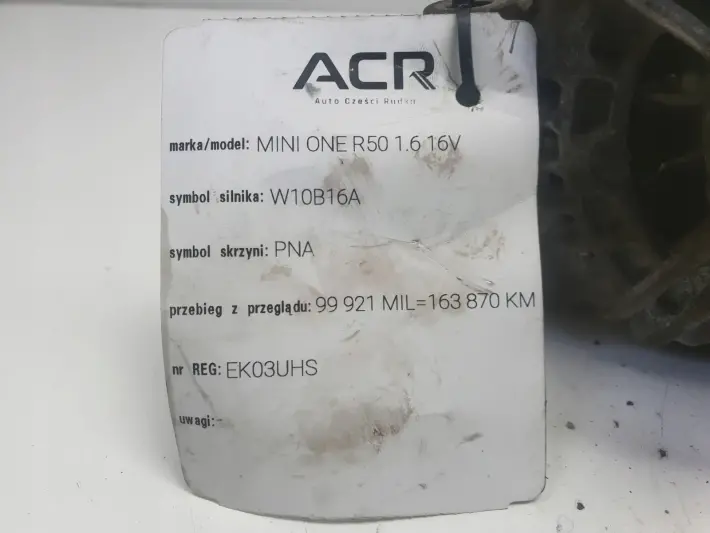 ACR
Auto Części Rudka
marka/model: MINI ONE R50 1.6 16V
symbol silnika: W10B16A
symbol skrzyni: PNA
przebieg z przeglądu: 99 921 MIL=163 870 KM
nr REG: EK03UHS
uwagi:-